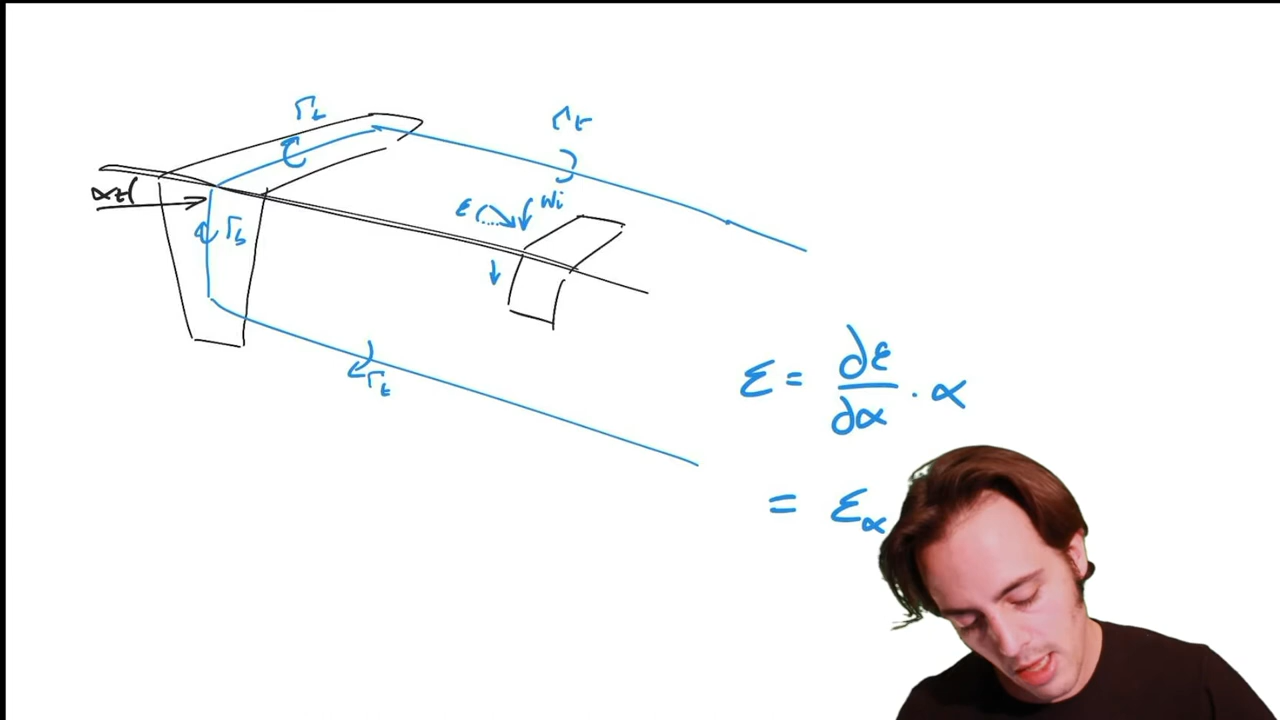 Γt
Γt
αt
Γb
ε
wi
Γt
ε = ∂ε/∂α · α
= εα